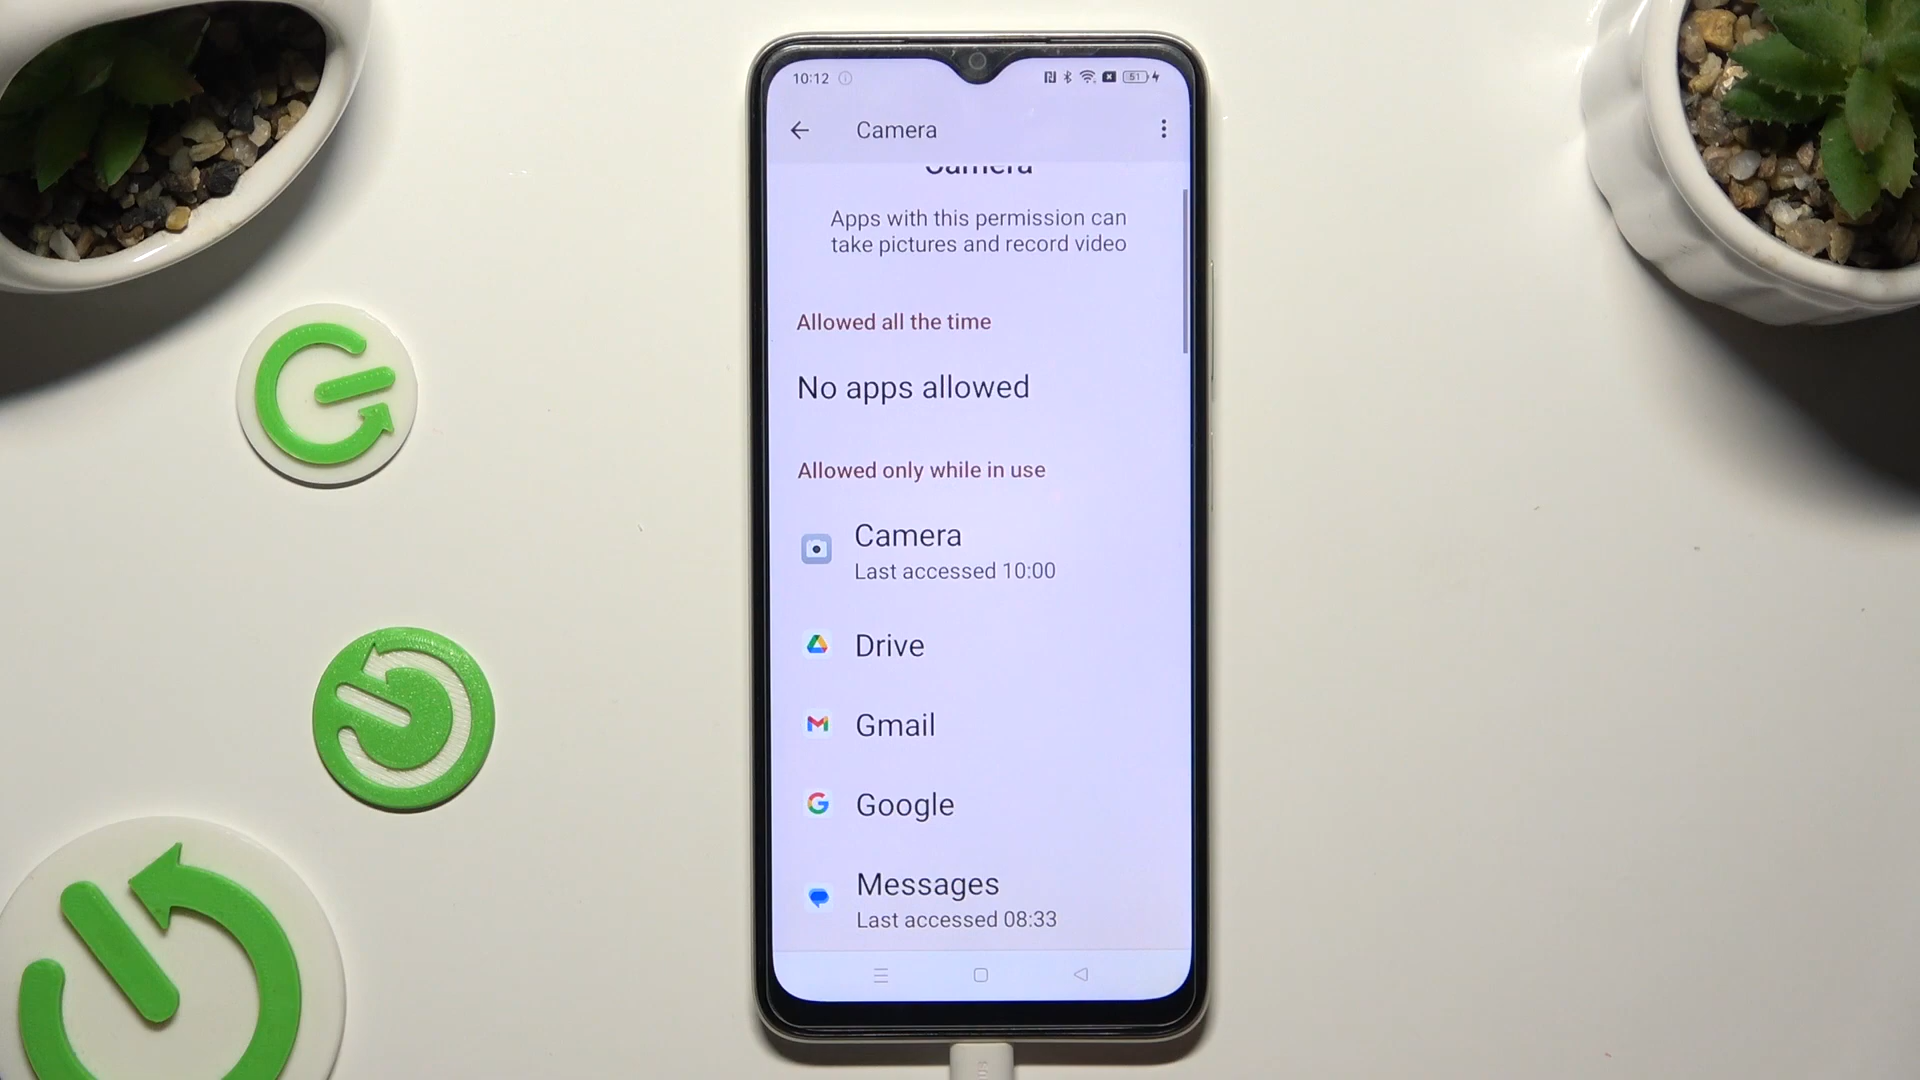 10:12
51
Camera
Camera
Apps with this permission can
take pictures and record video
Allowed all the time
No apps allowed
Allowed only while in use
Camera
Last accessed 10:00
Drive
Gmail
Google
Messages
Last accessed 08:33